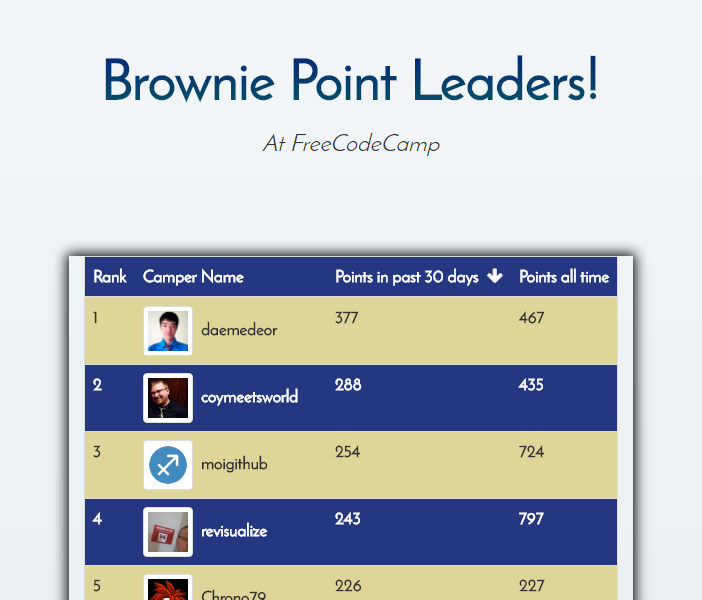 Brownie Point Leaders!
At FreeCodeCamp
Rank Camper Name Points in past 30 days Points all time
1 daemedeor 377 467
2 coymeetsworld 288 435
3 moigithub 254 724
4 revisualize 243 797
5 Chrono79 226 227